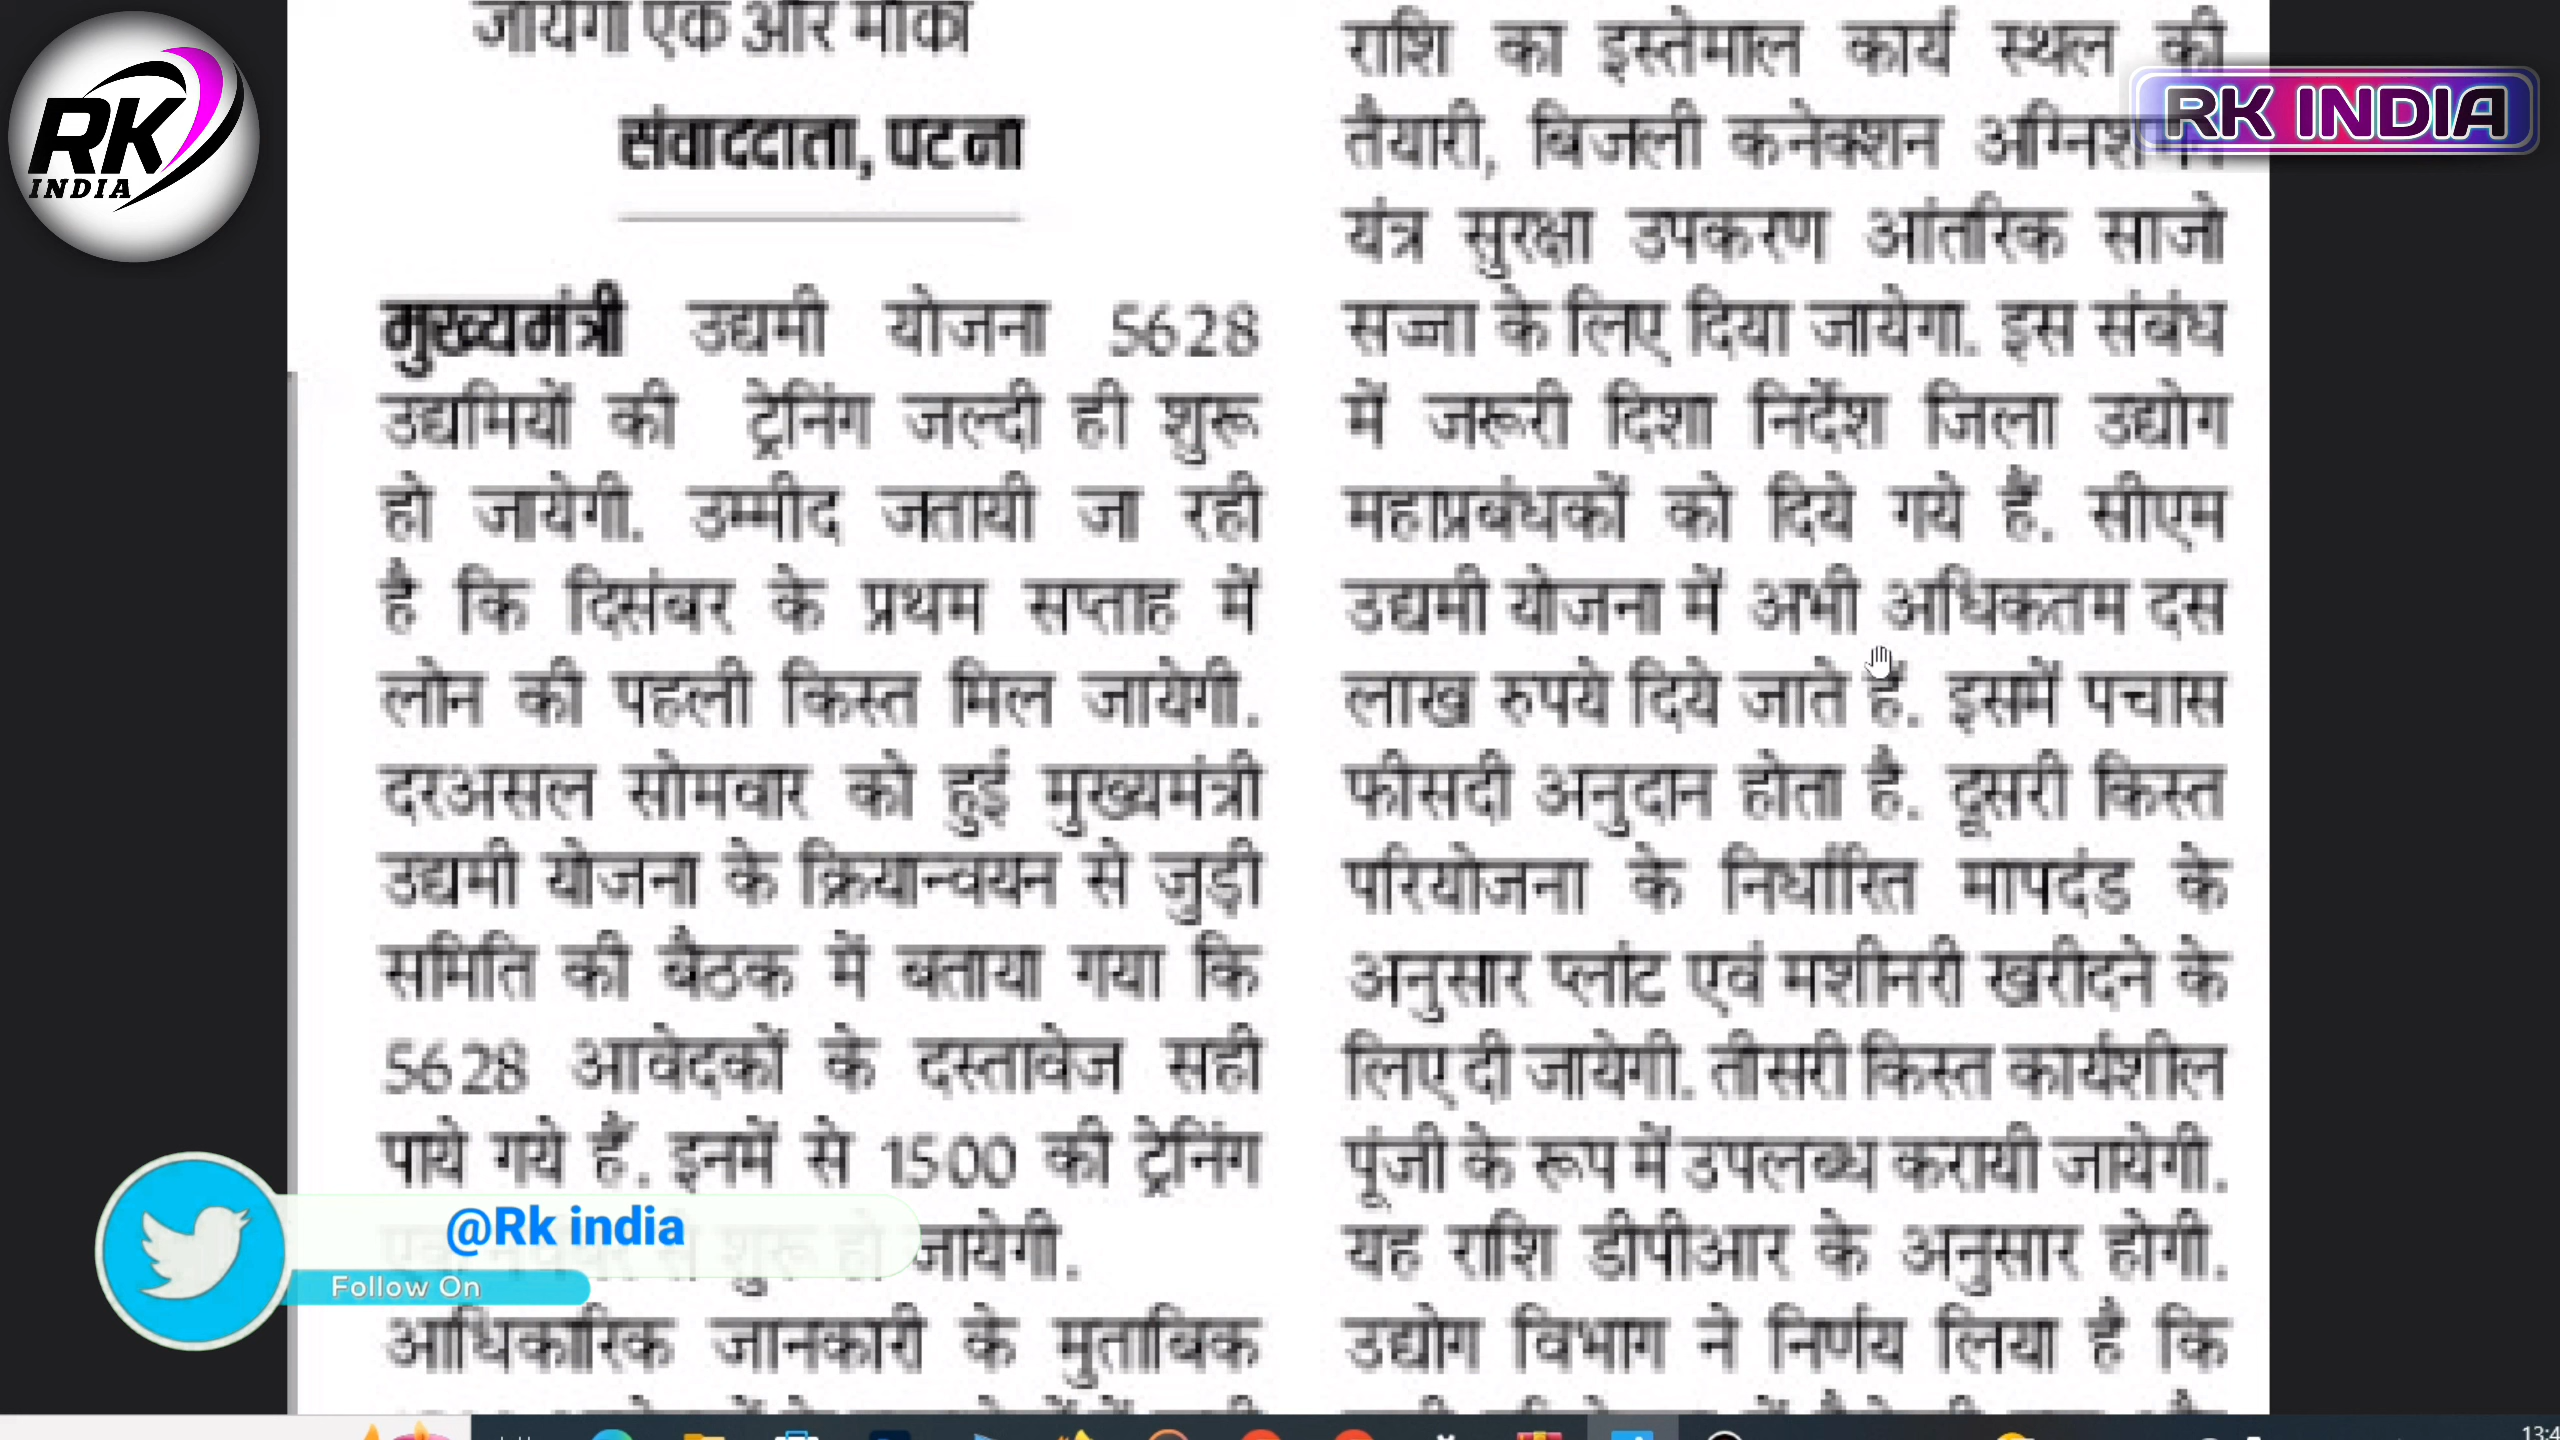 RK
INDIA
RK INDIA
जायेगा एक और मौका
संवाददाता, पटना
मुख्यमंत्री उद्यमी योजना 5628
उद्यमियों की ट्रेनिंग जल्दी ही शुरू
हो जायेगी. उम्मीद जतायी जा रही
है कि दिसंबर के प्रथम सप्ताह में
लोन की पहली किस्त मिल जायेगी.
दरअसल सोमवार को हुई मुख्यमंत्री
उद्यमी योजना के क्रियान्वयन से जुड़ी
समिति की बैठक में बताया गया कि
5628 आवेदकों के दस्तावेज सही
पाये गये हैं. इनमें से 1500 की ट्रेनिंग
से शुरू हो जायेगी.
आधिकारिक जानकारी के मुताबिक
राशि का इस्तेमाल कार्य स्थल की
तैयारी, बिजली कनेक्शन
यंत्र सुरक्षा उपकरण आंतरिक साजो
सज्जा के लिए दिया जायेगा. इस संबंध
में जरूरी दिशा निर्देश जिला उद्योग
महाप्रबंधकों को दिये गये हैं. सीएम
उद्यमी योजना में अभी अधिकतम दस
लाख रुपये दिये जाते हैं. इसमें पचास
फीसदी अनुदान होता है. दूसरी किस्त
परियोजना के निर्धारित मापदंड के
अनुसार प्लांट एवं मशीनरी खरीदने के
लिए दी जायेगी. तीसरी किस्त कार्यशील
पूंजी के रूप में उपलब्ध करायी जायेगी.
यह राशि डीपीआर के अनुसार होगी.
उद्योग विभाग ने निर्णय लिया है कि
@Rk india
Follow On